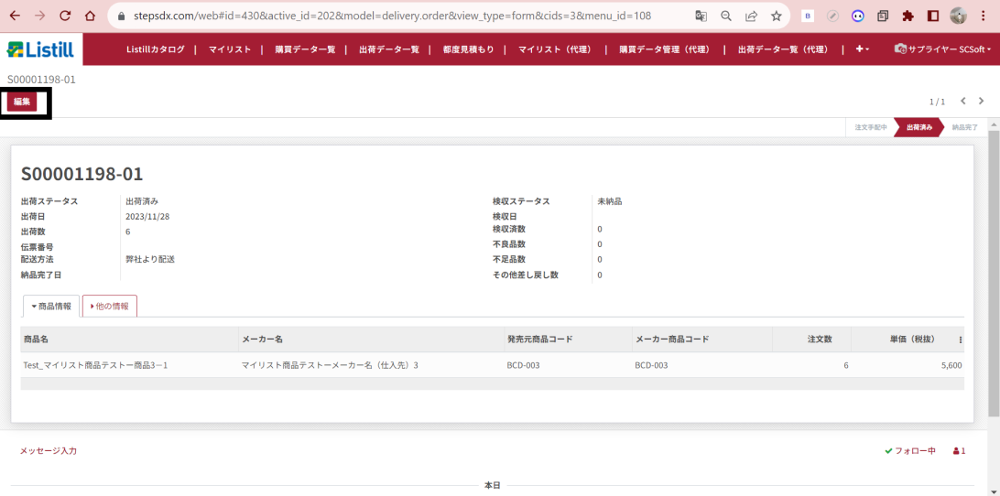 stepsdx.com/web#id=430&active_id=202&model=delivery.order&view_type=form&cids=3&menu_id=108
Listill
Listillカタログ | マイリスト | 購買データ一覧 | 出荷データ一覧 | 都度見積もり | マイリスト（代理） | 購買データ管理（代理） | 出荷データ一覧（代理） |
サプライヤー SCSoft
S00001198-01
編集
1 / 1
注文手配中 出荷済み 納品完了
S00001198-01
出荷ステータス 出荷済み 検収ステータス 未納品
出荷日 2023/11/28 検収日
出荷数 6 検収済数 0
伝票番号 不良品数 0
配送方法 弊社より配送 不足品数 0
納品完了日 その他差し戻し数 0
商品情報 他の情報
商品名 メーカー名 発売元商品コード メーカー商品コード 注文数 単価（税抜）
Test_マイリスト商品テストー商品3－1 マイリスト商品テストーメーカー名（仕入先）3 BCD-003 BCD-003 6 5,600
メッセージ入力 フォロー中 1
本日